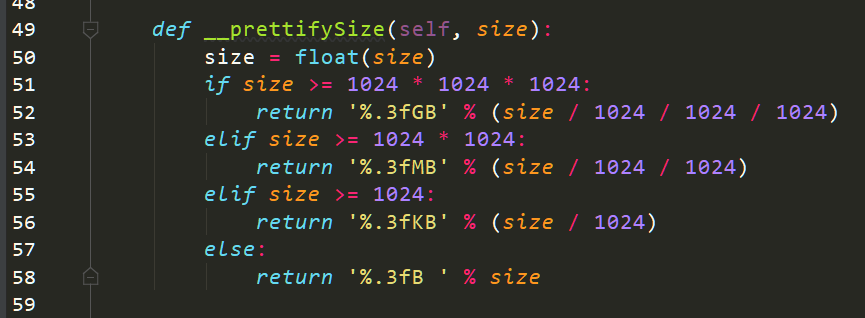 48
49 def __prettifySize(self, size):
50 size = float(size)
51 if size >= 1024 * 1024 * 1024:
52 return '%.3fGB' % (size / 1024 / 1024 / 1024)
53 elif size >= 1024 * 1024:
54 return '%.3fMB' % (size / 1024 / 1024)
55 elif size >= 1024:
56 return '%.3fKB' % (size / 1024)
57 else:
58 return '%.3fB ' % size
59